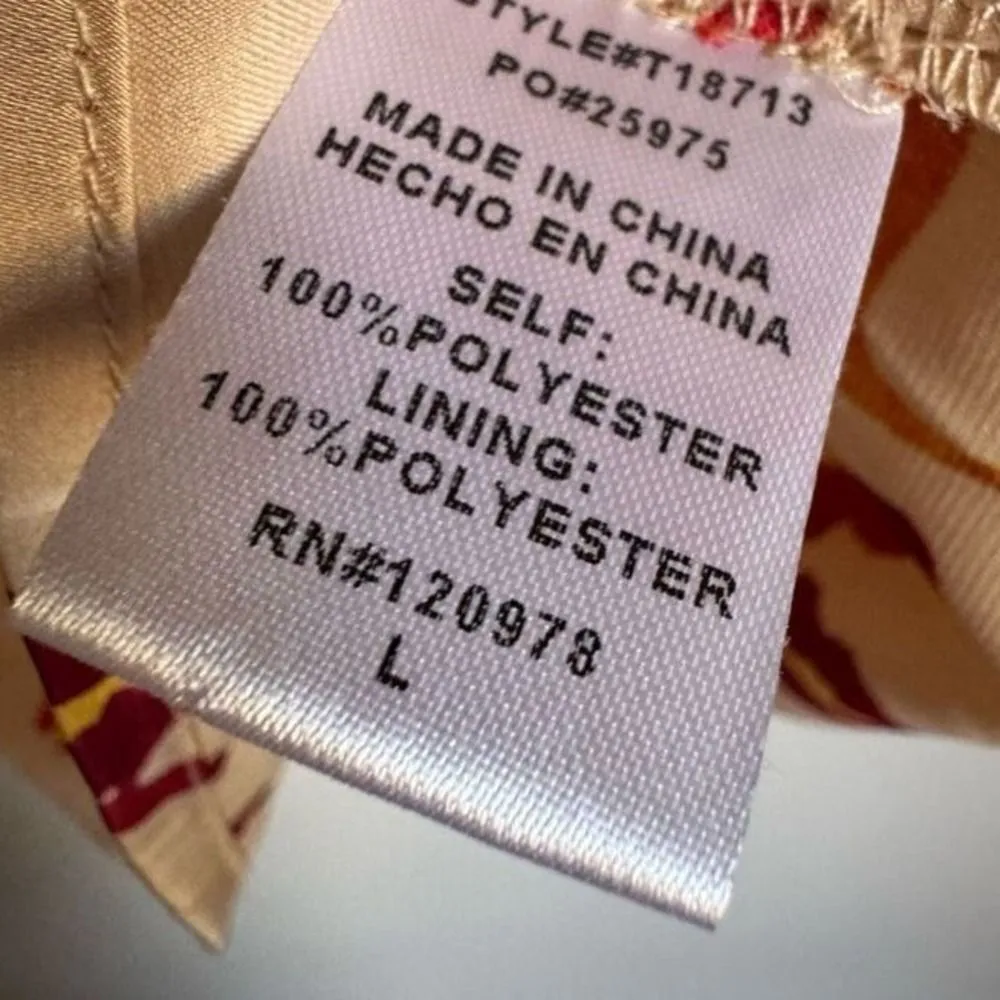 STYLE#T18713
PO#25975
MADE IN CHINA
HECHO EN CHINA
SELF:
100%POLYESTER
LINING:
100%POLYESTER
RN#120978
L